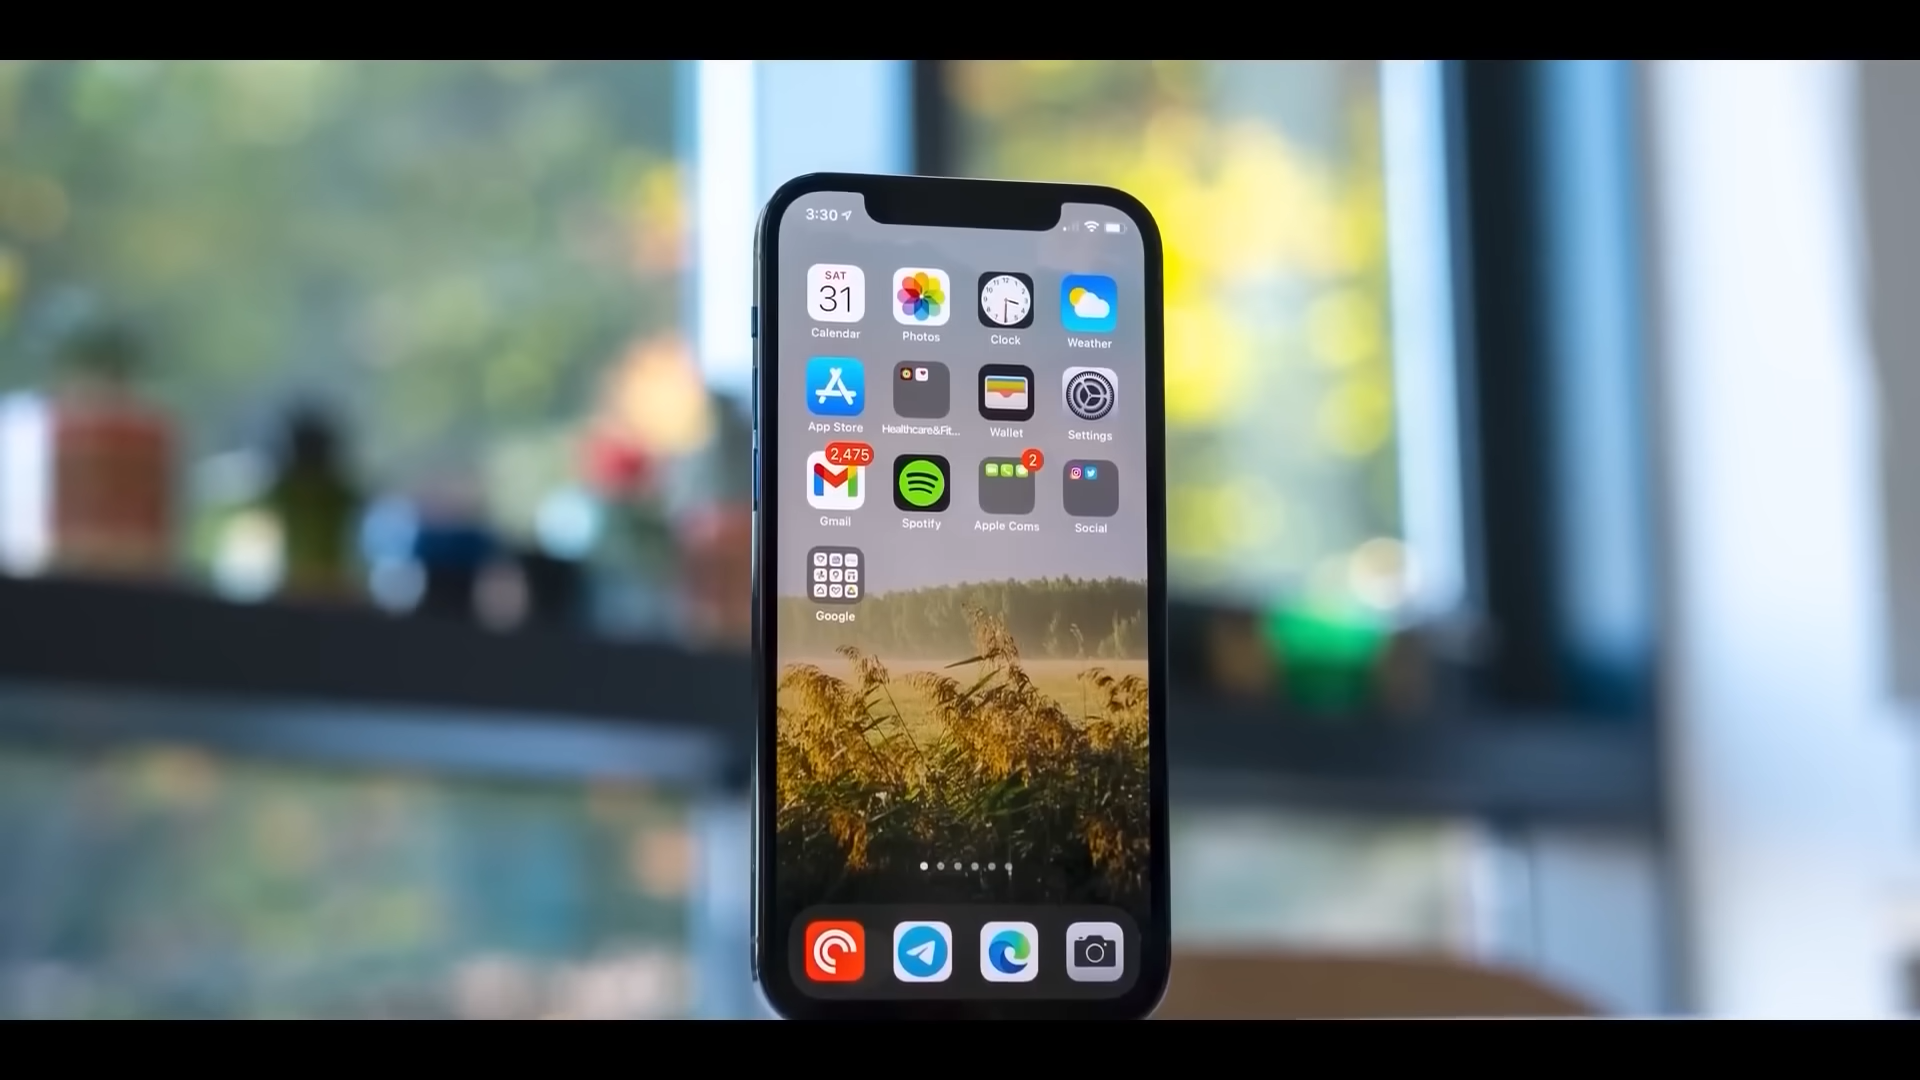 3:30
SAT
31
Calendar
Photos
Clock
Weather
App Store
Healthcare&Fit...
Wallet
Settings
2,475
2
Gmail
Spotify
Apple Coms
Social
Google